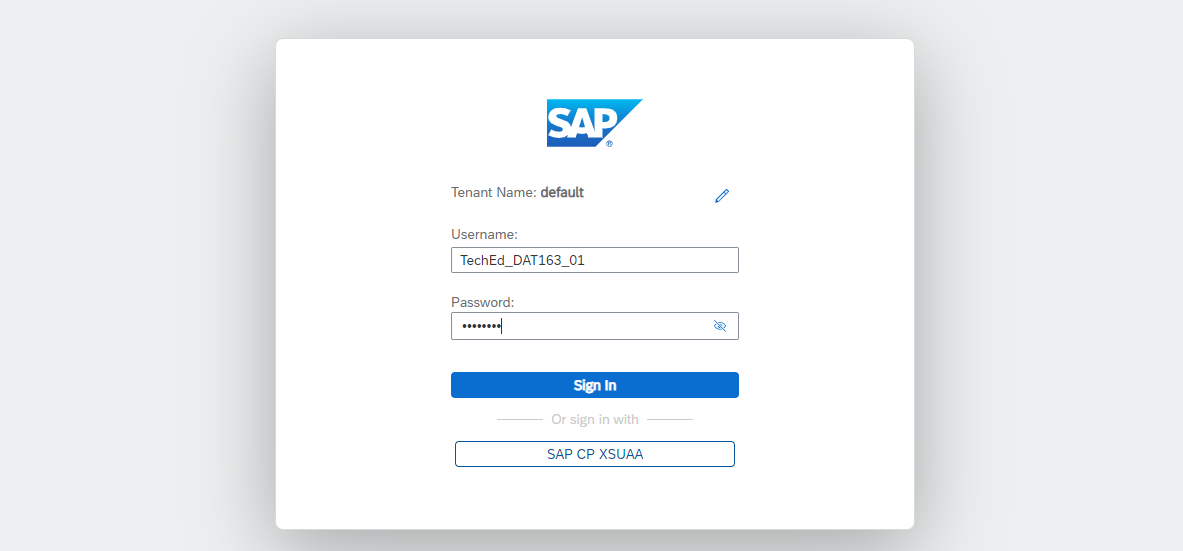 SAP
®
Tenant Name: default
Username:
TechEd_DAT163_01
Password:
••••••••
Sign In
Or sign in with
SAP CP XSUAA